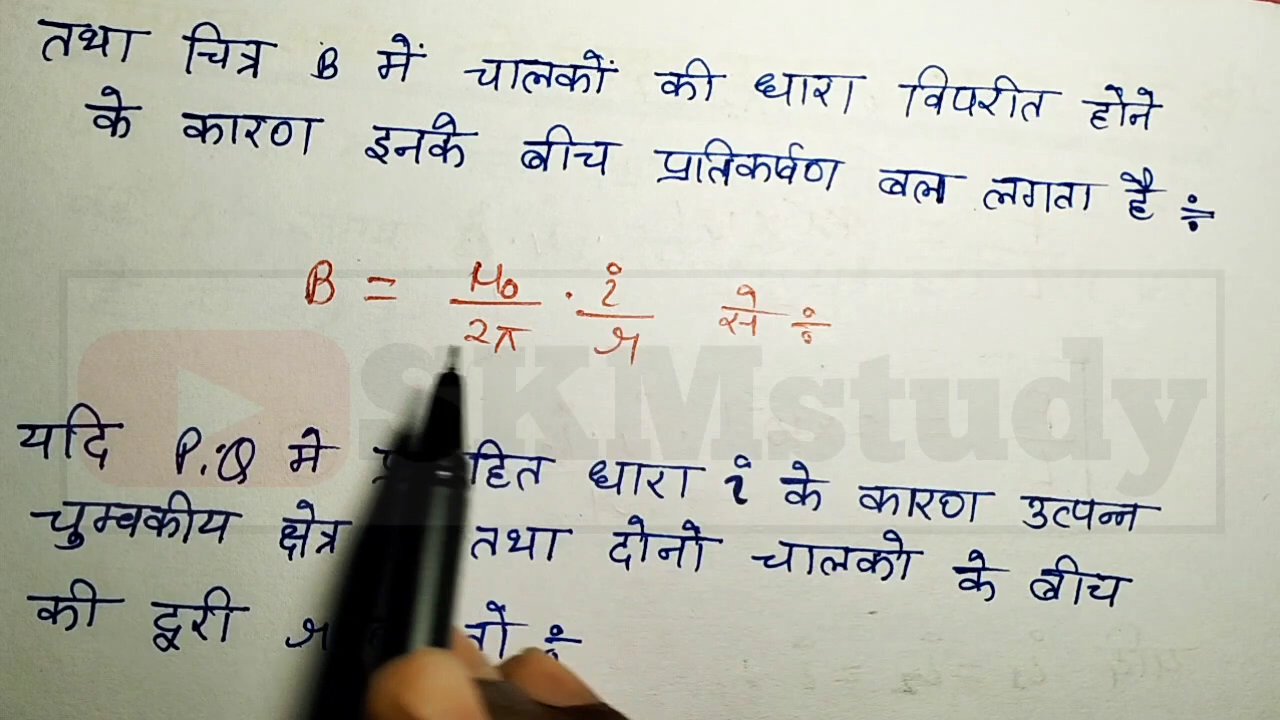 तथा चित्र B में चालकों की धारा विपरीत होने
के कारण इनके बीच प्रतिकर्षण बल लगता है ÷
B = μ₀/2π · i/r से ÷
SKMstudy
यदि P.Q मे हित धारा i के कारण उत्पन्न
चुम्बकीय क्षेत्र तथा दोनो चालको के बीच
की दूरी r तो ÷